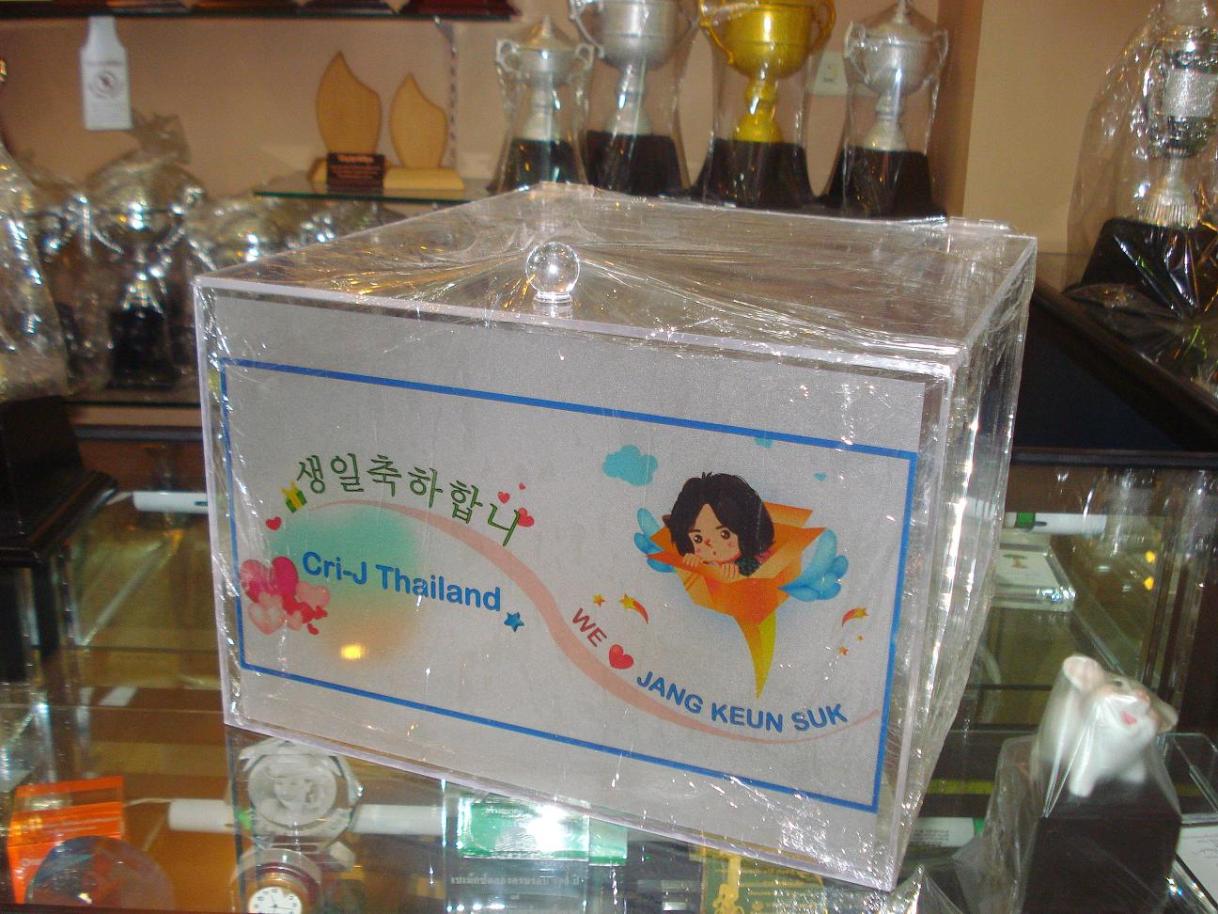 생일축하합니
Cri-J Thailand
WE
JANG KEUN SUK